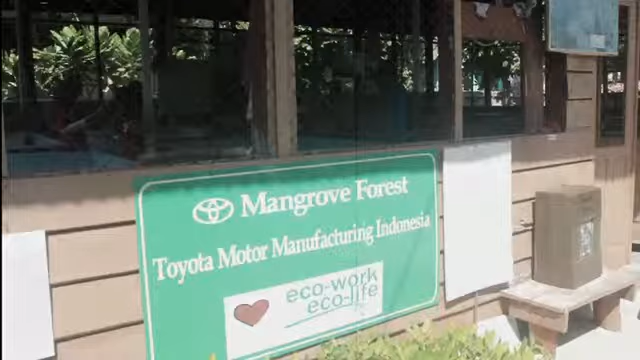 Mangrove Forest
Toyota Motor Manufacturing Indonesia
eco-work
eco-life